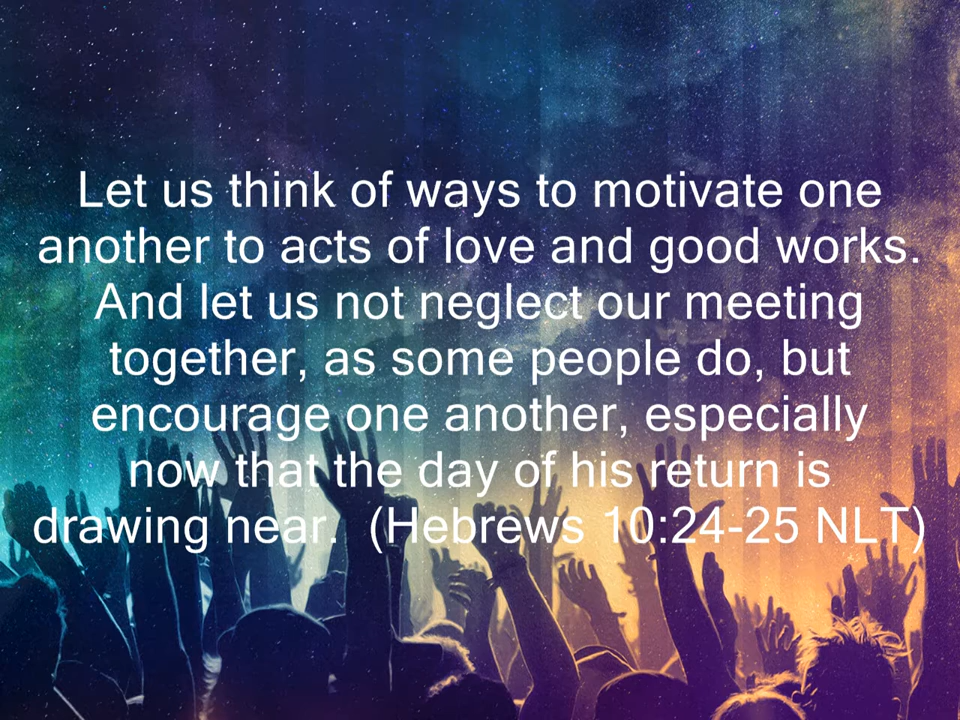 Let us think of ways to motivate one
another to acts of love and good works.
And let us not neglect our meeting
together, as some people do, but
encourage one another, especially
now that the day of his return is
drawing near.  (Hebrews 10:24-25 NLT)